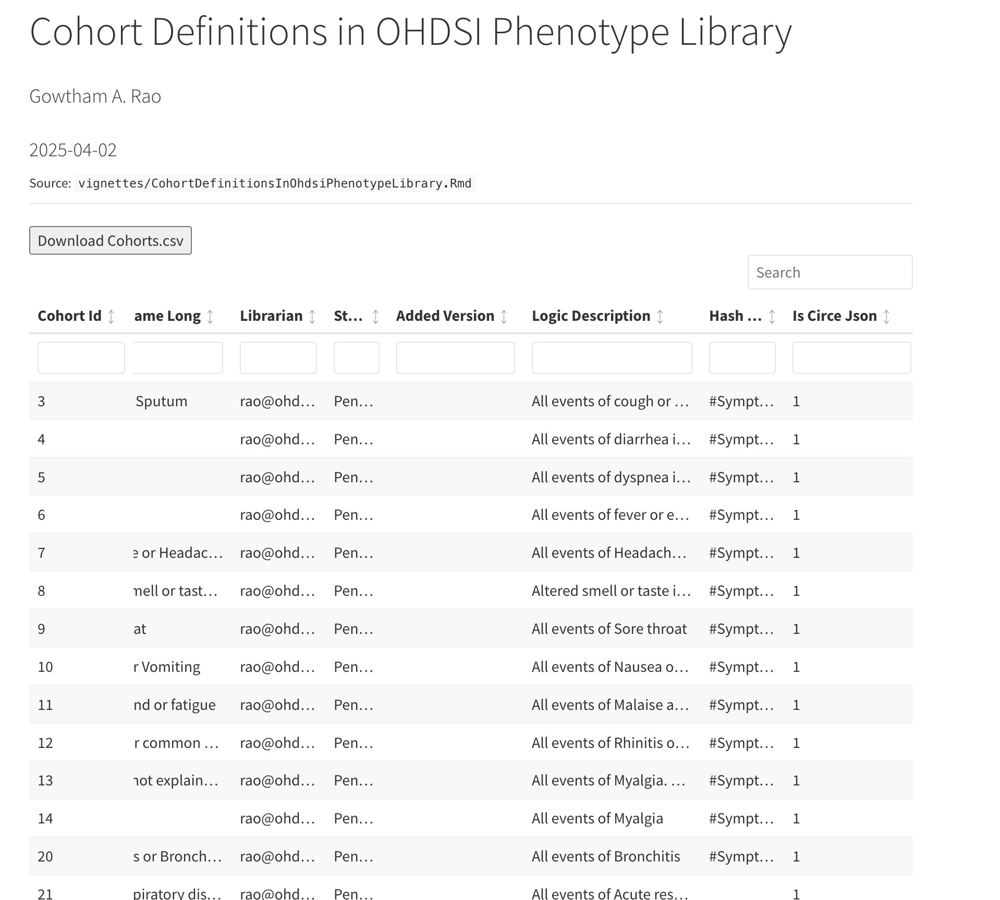 Cohort Definitions in OHDSI Phenotype Library
Gowtham A. Rao
2025-04-02
Source: vignettes/CohortDefinitionsInOhdsiPhenotypeLibrary.Rmd
Download Cohorts.csv
Search
Cohort Id ame Long Librarian St... Added Version Logic Description Hash ... Is Circe Json
3 Sputum rao@ohd... Pen... All events of cough or ... #Sympt... 1
4 rao@ohd... Pen... All events of diarrhea i... #Sympt... 1
5 rao@ohd... Pen... All events of dyspnea i... #Sympt... 1
6 rao@ohd... Pen... All events of fever or e... #Sympt... 1
7 e or Headac... rao@ohd... Pen... All events of Headach... #Sympt... 1
8 mell or tast... rao@ohd... Pen... Altered smell or taste i... #Sympt... 1
9 at rao@ohd... Pen... All events of Sore throat #Sympt... 1
10 r Vomiting rao@ohd... Pen... All events of Nausea o... #Sympt... 1
11 nd or fatigue rao@ohd... Pen... All events of Malaise a... #Sympt... 1
12 r common ... rao@ohd... Pen... All events of Rhinitis o... #Sympt... 1
13 not explain... rao@ohd... Pen... All events of Myalgia. ... #Sympt... 1
14 rao@ohd... Pen... All events of Myalgia #Sympt... 1
20 s or Bronch... rao@ohd... Pen... All events of Bronchitis #Sympt... 1
21 piratory dis... rao@ohd... Pen... All events of Acute res... 1